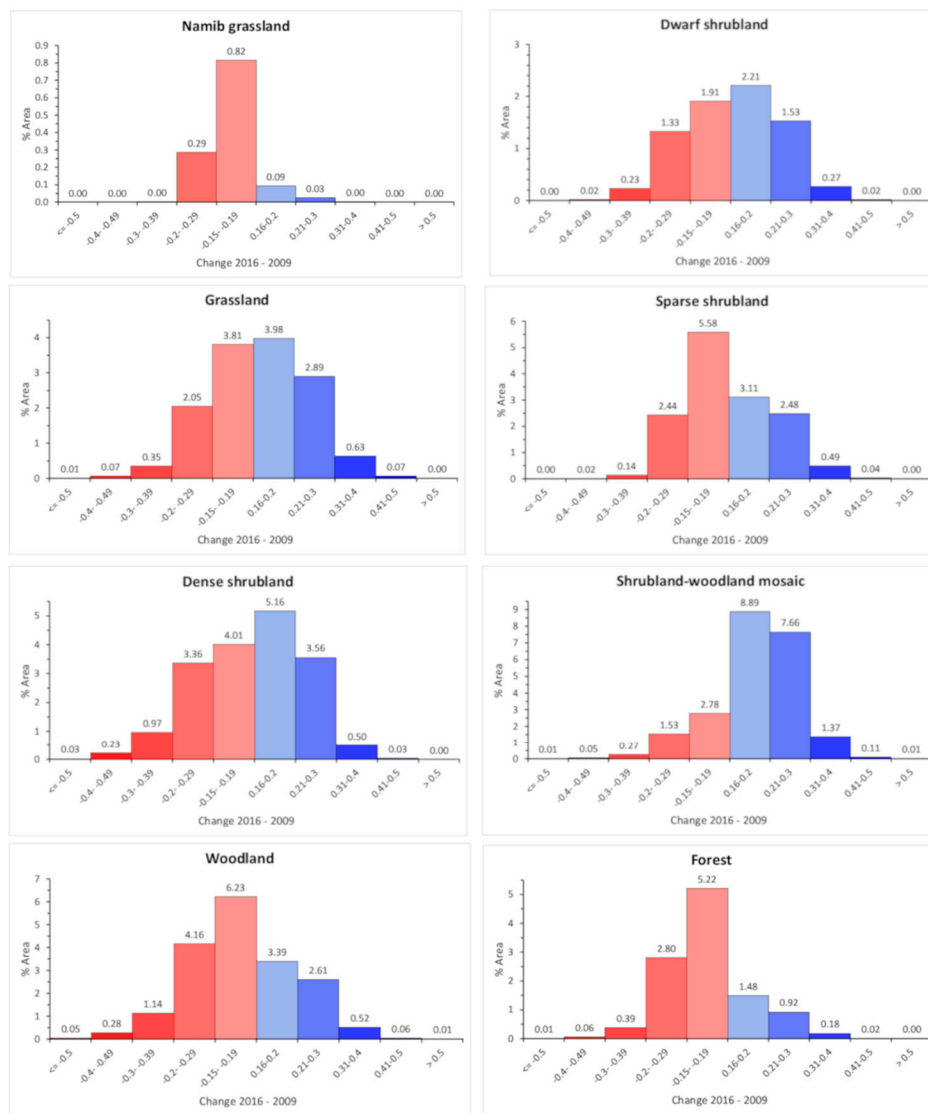 Namib grassland
0.9
0.8
0.7
0.6
0.5
0.4
0.3
0.2
0.1
0.0
% Area
0.00 0.00 0.00 0.29 0.82 0.09 0.03 0.00 0.00 0.00
<= -0.5 -0.4--0.49 -0.3--0.39 -0.2--0.29 -0.15--0.19 0.16-0.2 0.21-0.3 0.31-0.4 0.41-0.5 > 0.5
Change 2016 - 2009
Dwarf shrubland
3
2
1
0
% Area
0.00 0.02 0.23 1.33 1.91 2.21 1.53 0.27 0.02 0.00
<= -0.5 -0.4--0.49 -0.3--0.39 -0.2--0.29 -0.15--0.19 0.16-0.2 0.21-0.3 0.31-0.4 0.41-0.5 > 0.5
Change 2016 - 2009
Grassland
4
3
2
1
0
% Area
0.01 0.07 0.35 2.05 3.81 3.98 2.89 0.63 0.07 0.00
<= -0.5 -0.4--0.49 -0.3--0.39 -0.2--0.29 -0.15--0.19 0.16-0.2 0.21-0.3 0.31-0.4 0.41-0.5 > 0.5
Change 2016 - 2009
Sparse shrubland
6
5
4
3
2
1
0
% Area
0.00 0.02 0.14 2.44 5.58 3.11 2.48 0.49 0.04 0.00
<= -0.5 -0.4--0.49 -0.3--0.39 -0.2--0.29 -0.15--0.19 0.16-0.2 0.21-0.3 0.31-0.4 0.41-0.5 > 0.5
Change 2016 - 2009
Dense shrubland
5
4
3
2
1
0
% Area
0.03 0.23 0.97 3.36 4.01 5.16 3.56 0.50 0.03 0.00
<= -0.5 -0.4--0.49 -0.3--0.39 -0.2--0.29 -0.15--0.19 0.16-0.2 0.21-0.3 0.31-0.4 0.41-0.5 > 0.5
Change 2016 - 2009
Shrubland-woodland mosaic
9
8
7
6
5
4
3
2
1
0
% Area
0.01 0.05 0.27 1.53 2.78 8.89 7.66 1.37 0.11 0.01
<= -0.5 -0.4--0.49 -0.3--0.39 -0.2--0.29 -0.15--0.19 0.16-0.2 0.21-0.3 0.31-0.4 0.41-0.5 > 0.5
Change 2016 - 2009
Woodland
7
6
5
4
3
2
1
0
% Area
0.05 0.28 1.14 4.16 6.23 3.39 2.61 0.52 0.06 0.01
<= -0.5 -0.4--0.49 -0.3--0.39 -0.2--0.29 -0.15--0.19 0.16-0.2 0.21-0.3 0.31-0.4 0.41-0.5 > 0.5
Change 2016 - 2009
Forest
5
4
3
2
1
0
% Area
0.01 0.06 0.39 2.80 5.22 1.48 0.92 0.18 0.02 0.00
<= -0.5 -0.4--0.49 -0.3--0.39 -0.2--0.29 -0.15--0.19 0.16-0.2 0.21-0.3 0.31-0.4 0.41-0.5 > 0.5
Change 2016 - 2009